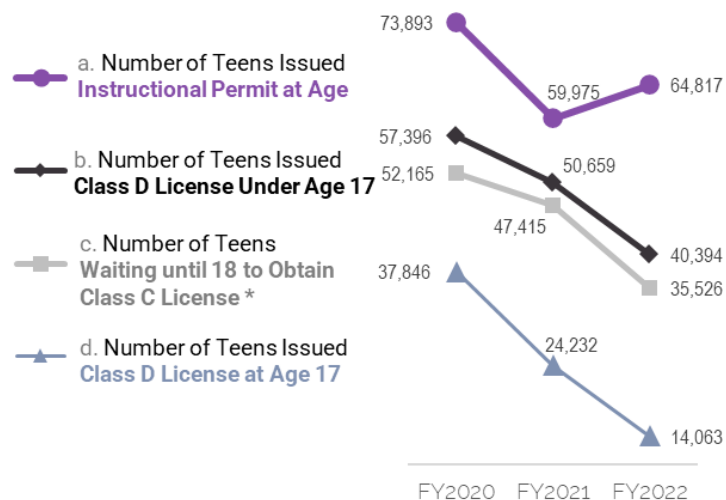 73,893
a. Number of Teens Issued
Instructional Permit at Age
59,975
64,817
57,396
b. Number of Teens Issued
Class D License Under Age 17
50,659
52,165
47,415
c. Number of Teens
Waiting until 18 to Obtain
Class C License *
40,394
35,526
37,846
d. Number of Teens Issued
Class D License at Age 17
24,232
14,063
FY2020 FY2021 FY2022